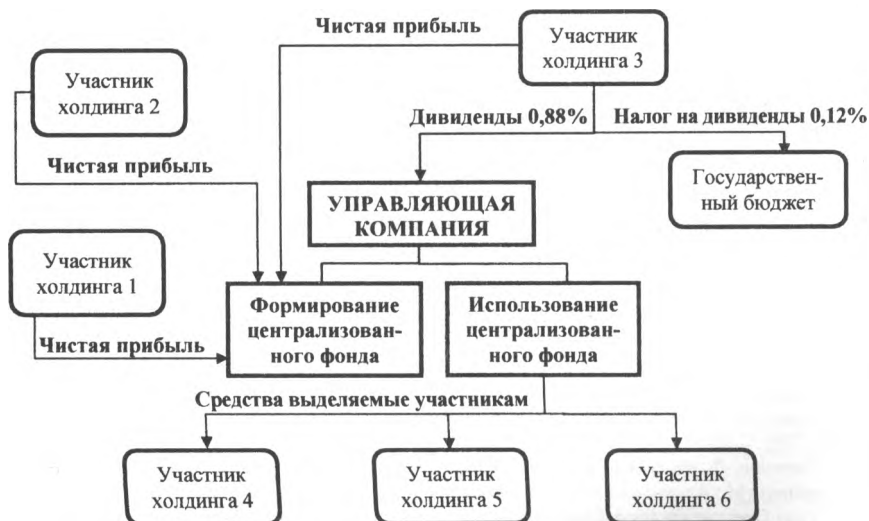 Чистая прибыль
Участник
холдинга 3
Участник
холдинга 2
Дивиденды 0,88%
Налог на дивиденды 0,12%
Чистая прибыль
Государствен-
ный бюджет
УПРАВЛЯЮЩАЯ
КОМПАНИЯ
Участник
холдинга 1
Формирование
централизован-
ного фонда
Использование
централизован-
ного фонда
Чистая прибыль
Средства выделяемые участникам
Участник
холдинга 4
Участник
холдинга 5
Участник
холдинга 6